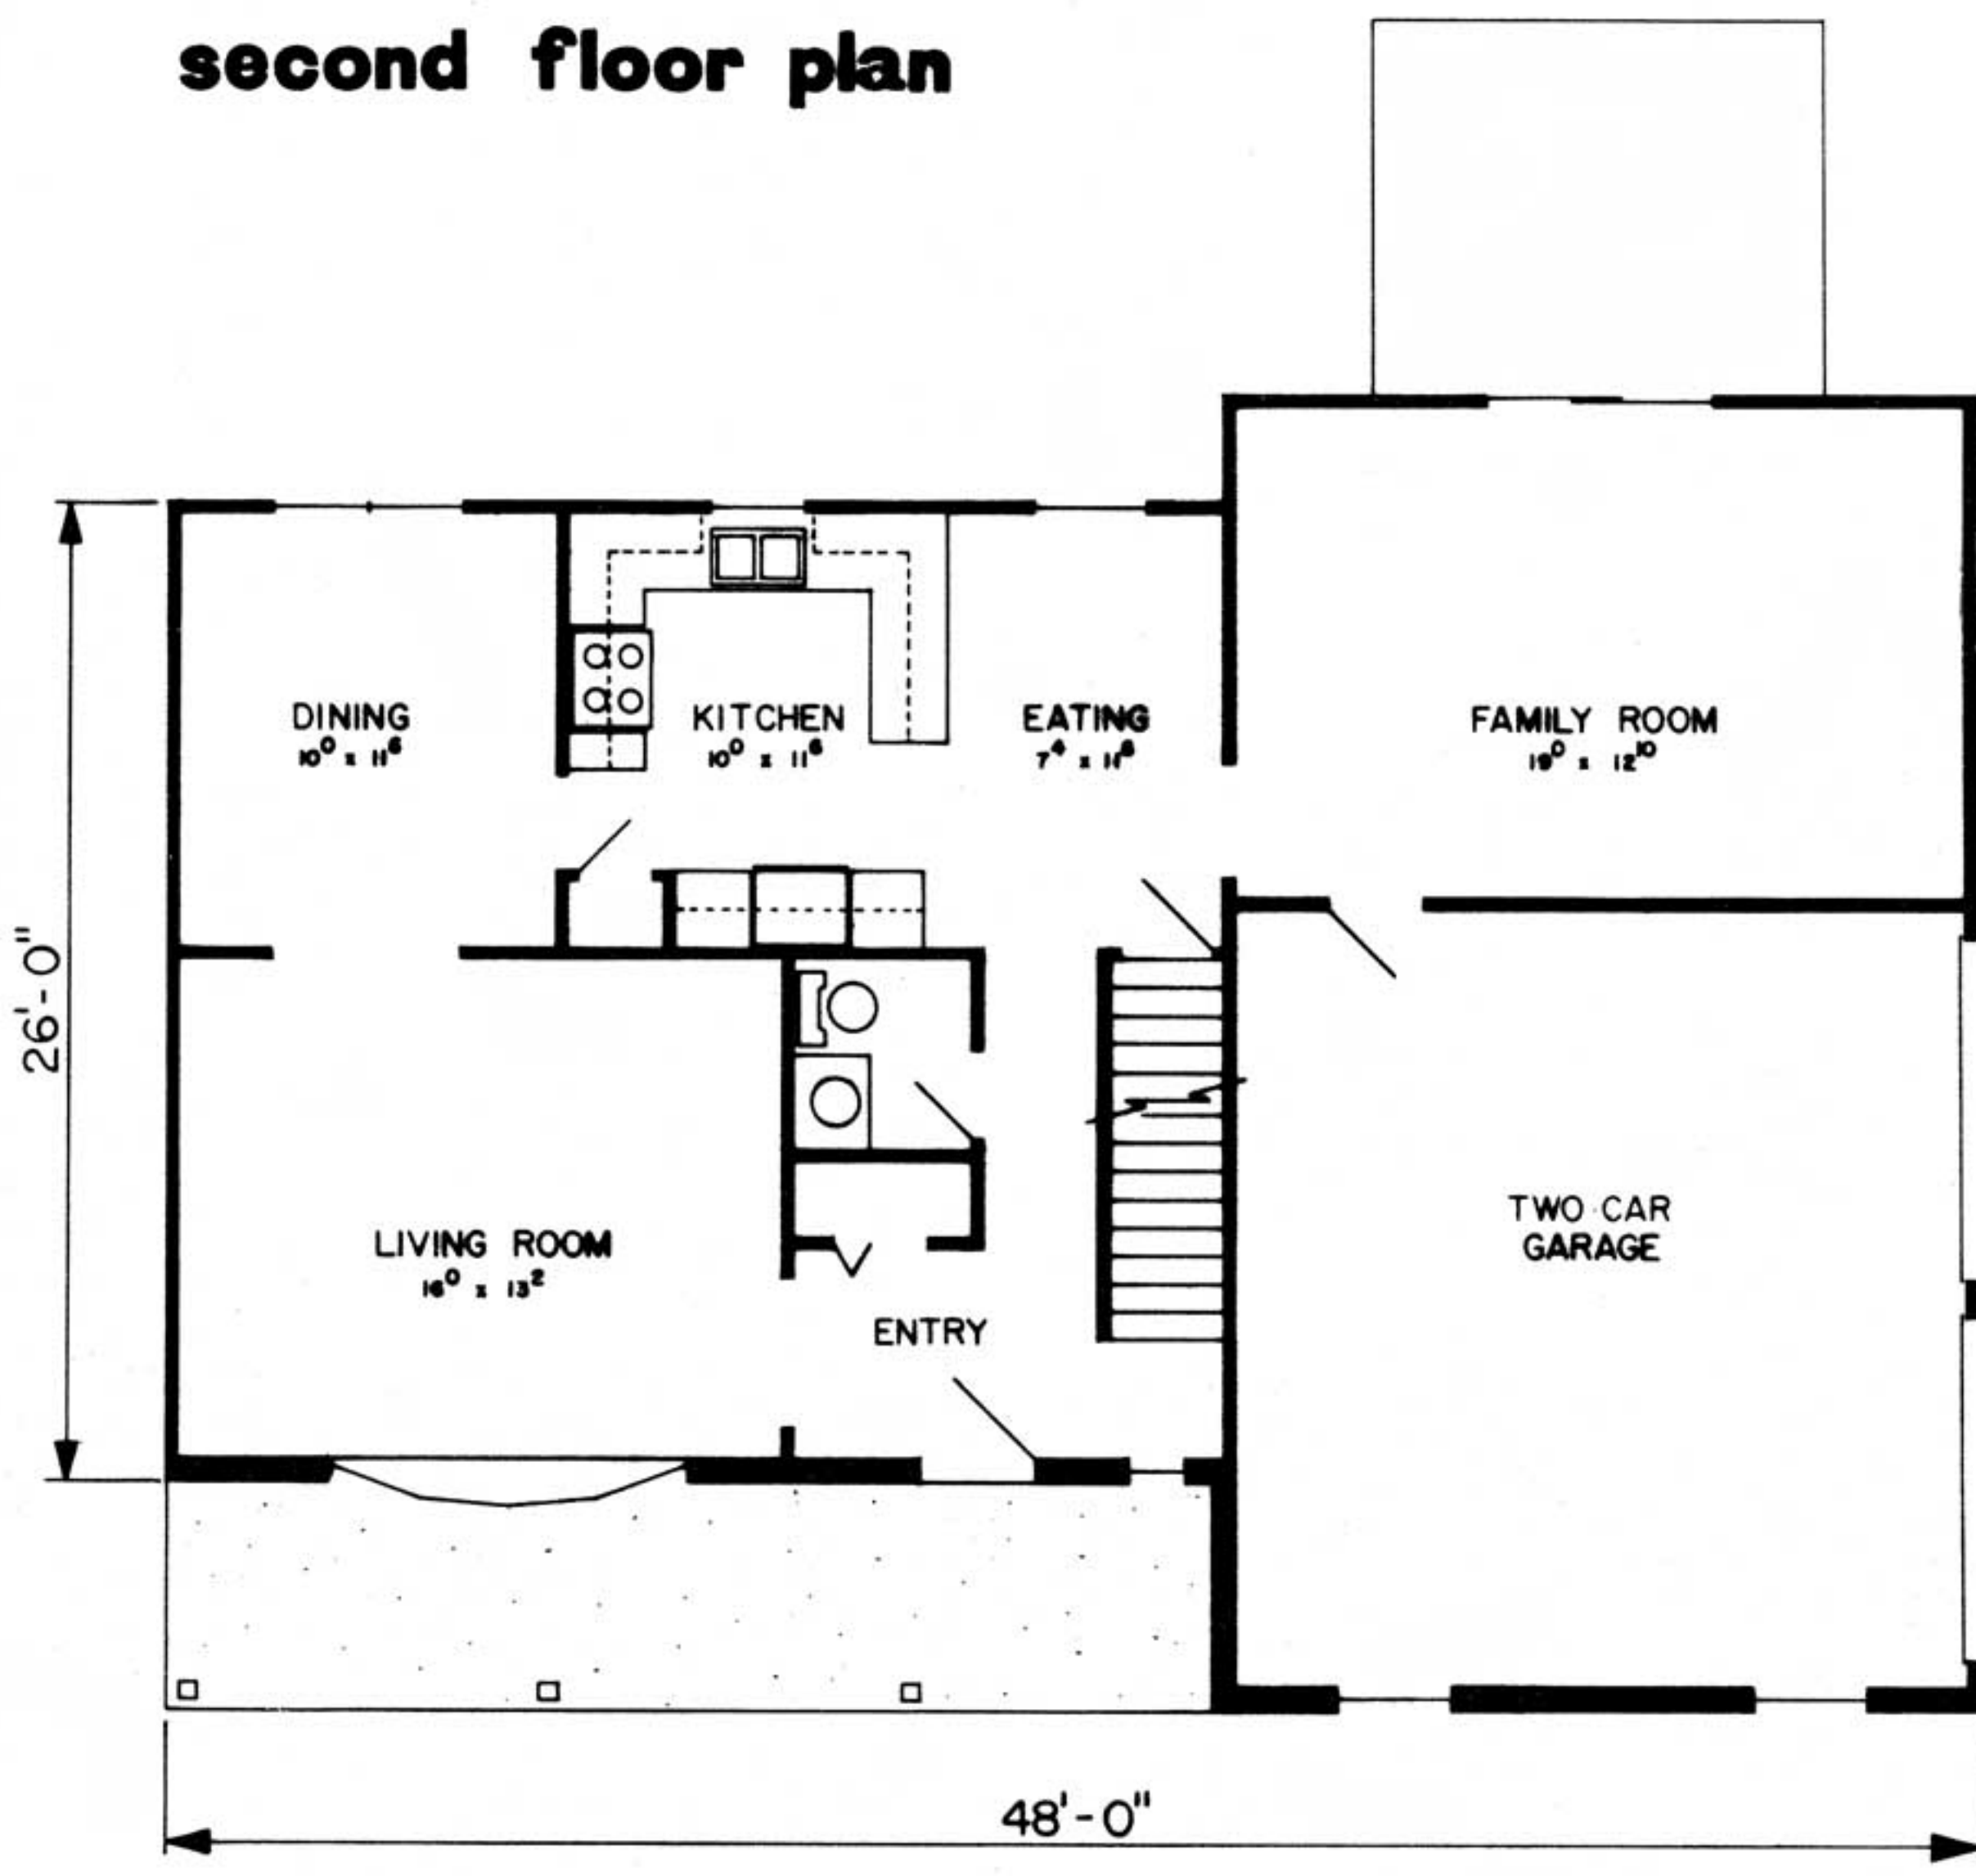 second floor plan
DINING
10⁰ x 11⁶
KITCHEN
10⁰ x 11⁶
EATING
7⁴ x 11⁶
FAMILY ROOM
19⁰ x 12¹⁰
26'-0"
LIVING ROOM
16⁰ x 13²
TWO CAR
GARAGE
ENTRY
48'-0"